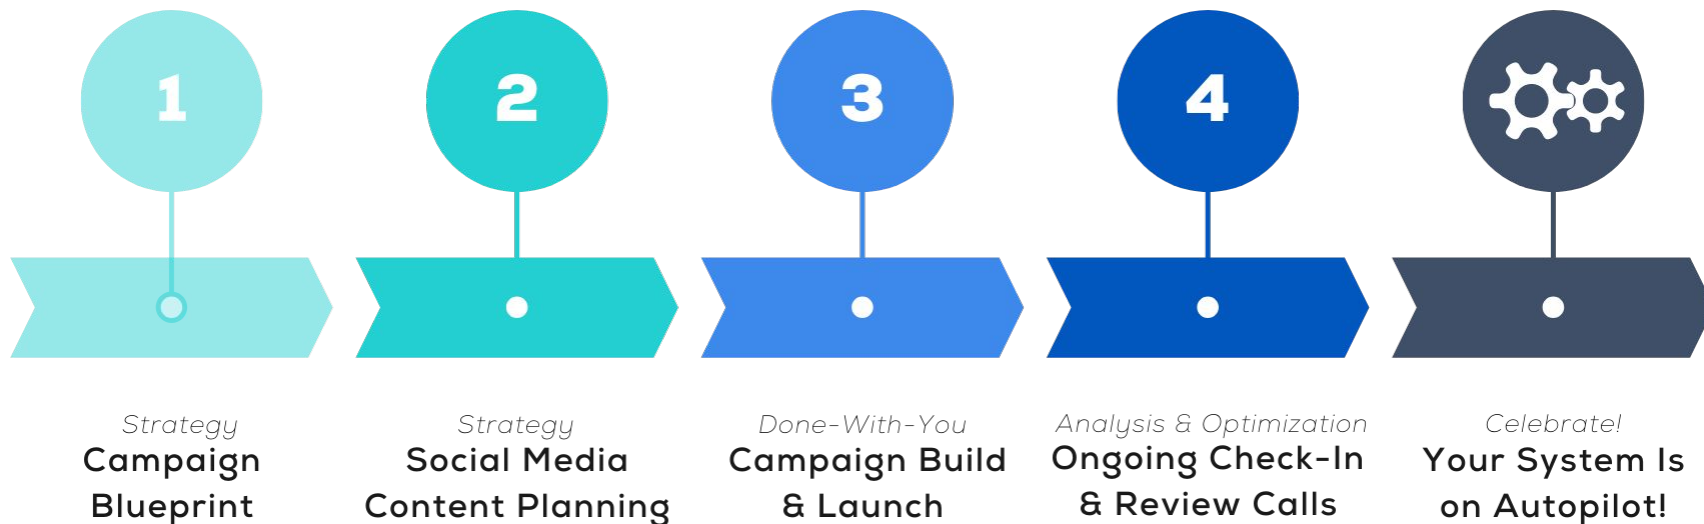 1
2
3
4
Strategy
Campaign
Blueprint
Strategy
Social Media
Content Planning
Done-With-You
Campaign Build
& Launch
Analysis & Optimization
Ongoing Check-In
& Review Calls
Celebrate!
Your System Is
on Autopilot!